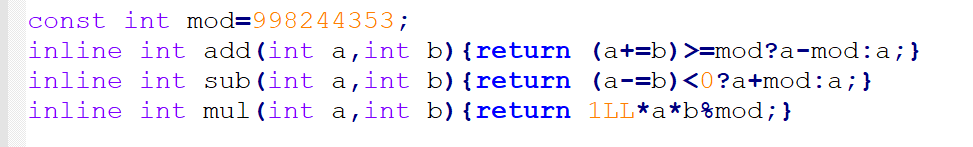 const int mod=998244353;
inline int add(int a,int b){return (a+=b)>=mod?a-mod:a;}
inline int sub(int a,int b){return (a-=b)<0?a+mod:a;}
inline int mul(int a,int b){return 1LL*a*b%mod;}